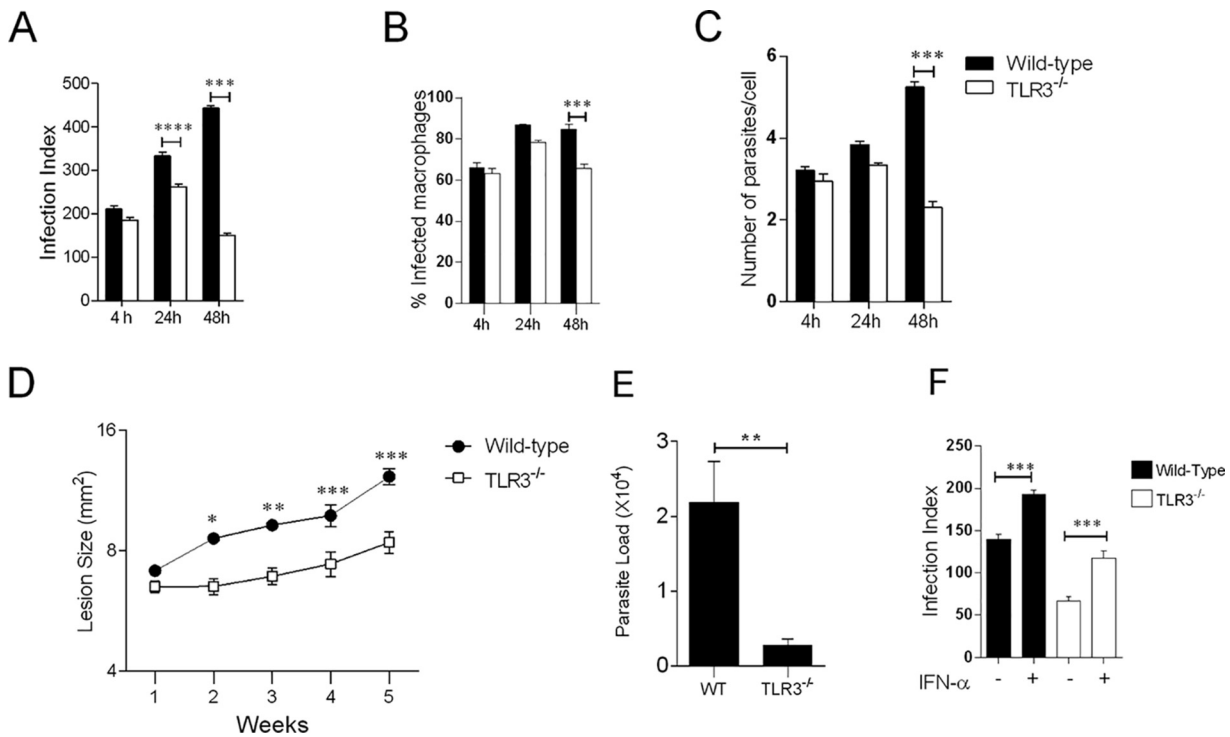 A
Infection Index
500
400
300
200
100
0
****
***
4 h 24h 48h
B
% Infected macrophages
100
80
60
40
20
0
***
4h 24h 48h
C
Number of parasites/cell
6
4
2
0
***
4h 24h 48h
Wild-type
TLR3-/-
D
Lesion Size (mm²)
16
8
4
* ** *** ***
1 2 3 4 5
Weeks
Wild-type
TLR3-/-
E
Parasite Load (X10⁴)
3
2
1
0
**
WT TLR3-/-
F
Infection Index
250
200
150
100
50
0
***
***
IFN-α - + - +
Wild-Type
TLR3-/-